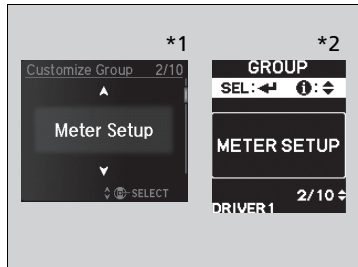 *1
Customize Group 2/10
Meter Setup
SELECT
*2
GROUP
SEL:
METER SETUP
2/10
DRIVER1